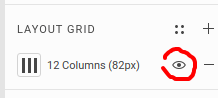 LAYOUT GRID
12 Columns (82px)